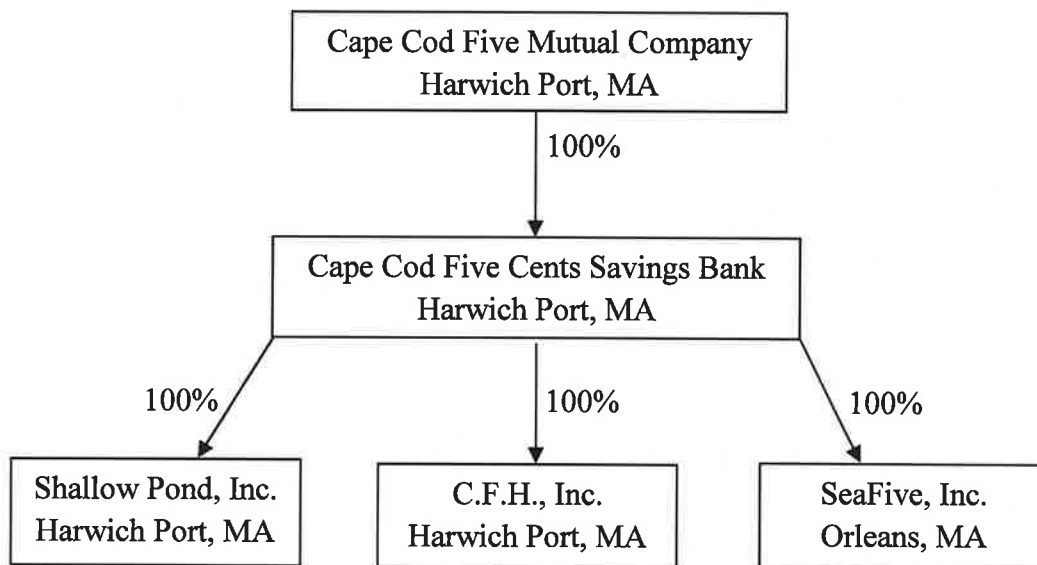 Cape Cod Five Mutual Company
Harwich Port, MA
100%
Cape Cod Five Cents Savings Bank
Harwich Port, MA
100%
100%
100%
Shallow Pond, Inc.
Harwich Port, MA
C.F.H., Inc.
Harwich Port, MA
SeaFive, Inc.
Orleans, MA